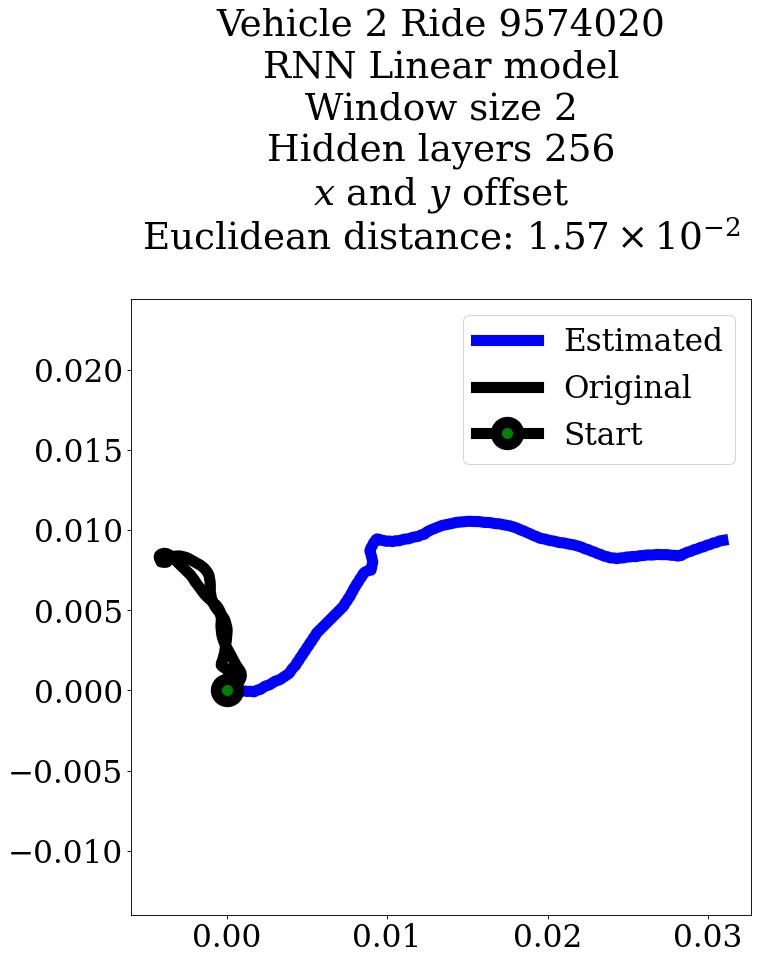 Vehicle 2 Ride 9574020
RNN Linear model
Window size 2
Hidden layers 256
x and y offset
Euclidean distance: 1.57 × 10⁻²
Estimated
Original
Start
0.020
0.015
0.010
0.005
0.000
−0.005
−0.010
0.00 0.01 0.02 0.03